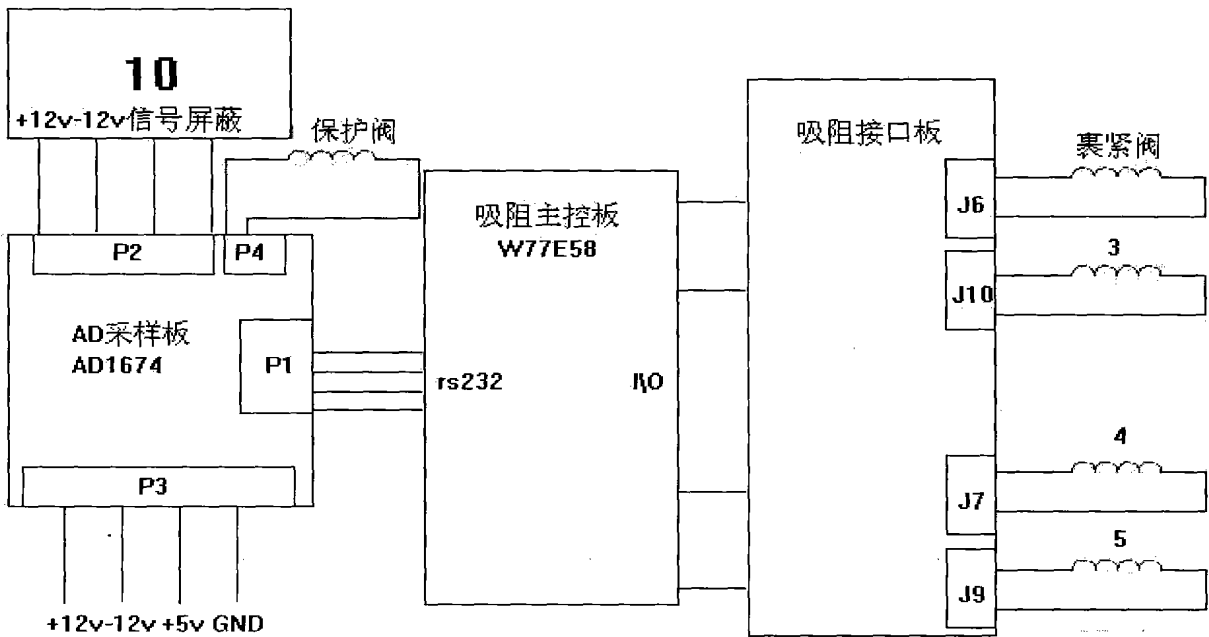 10
+12v-12v信号屏蔽
保护阀
P2
P4
AD采样板
AD1674
P1
P3
+12v-12v +5v GND
吸阻主控板
W77E58
rs232
I\O
吸阻接口板
J6
裹紧阀
J10
3
J7
4
J9
5